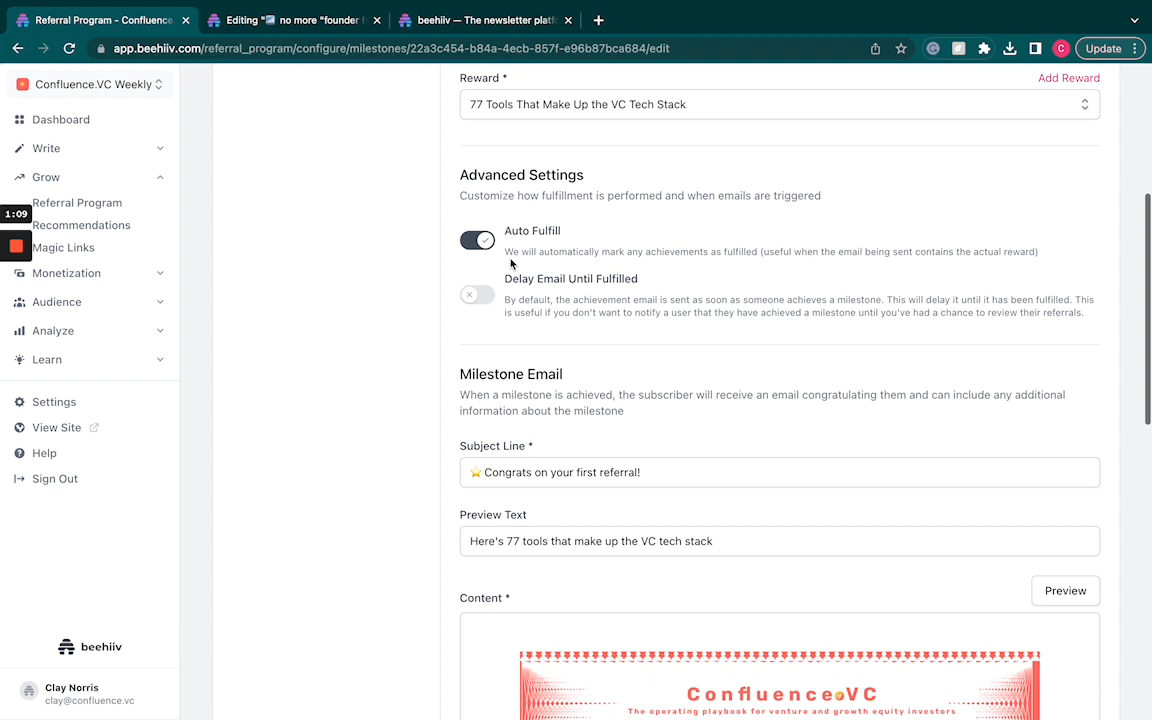 Referral Program - Confluence.
Editing "↗️ no more "founder f
beehiiv — The newsletter platf
app.beehiiv.com/referral_program/configure/milestones/22a3c454-b84a-4ecb-857f-e96b87bca684/edit
C
Update
Confluence.VC Weekly
Dashboard
Write
Grow
Referral Program
1:09
Recommendations
Magic Links
Monetization
Audience
Analyze
Learn
Settings
View Site
Help
Sign Out
beehiiv
Clay Norris
clay@confluence.vc
Reward *
Add Reward
77 Tools That Make Up the VC Tech Stack
Advanced Settings
Customize how fulfillment is performed and when emails are triggered
Auto Fulfill
We will automatically mark any achievements as fulfilled (useful when the email being sent contains the actual reward)
Delay Email Until Fulfilled
By default, the achievement email is sent as soon as someone achieves a milestone. This will delay it until it has been fulfilled. This
is useful if you don't want to notify a user that they have achieved a milestone until you've had a chance to review their referrals.
Milestone Email
When a milestone is achieved, the subscriber will receive an email congratulating them and can include any additional
information about the milestone
Subject Line *
⭐ Congrats on your first referral!
Preview Text
Here's 77 tools that make up the VC tech stack
Content *
Preview
Confluence.VC
The operating playbook for venture and growth equity investors